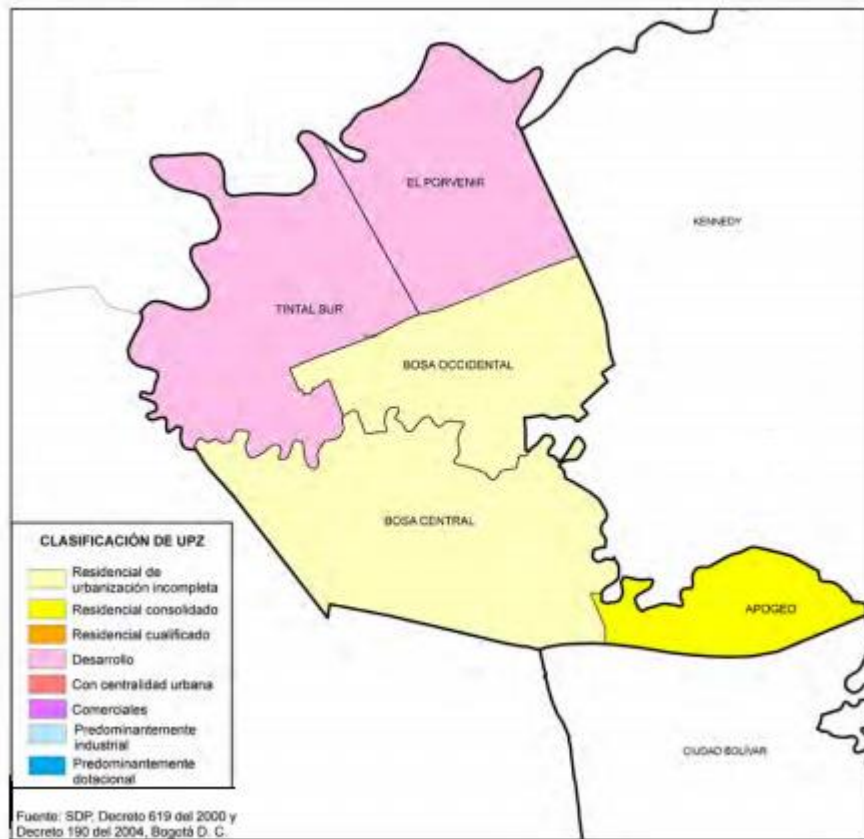 EL PORVENIR
KENNEDY
TINTAL SUR
BOSA OCCIDENTAL
BOSA CENTRAL
APOGEO
CIUDAD BOLÍVAR
CLASIFICACIÓN DE UPZ
Residencial de
urbanización incompleta
Residencial consolidado
Residencial cualificado
Desarrollo
Con centralidad urbana
Comerciales
Predominantemente
industrial
Predominantemente
dotacional
Fuente: SDP, Decreto 619 del 2000 y
Decreto 190 del 2004, Bogotá D. C.